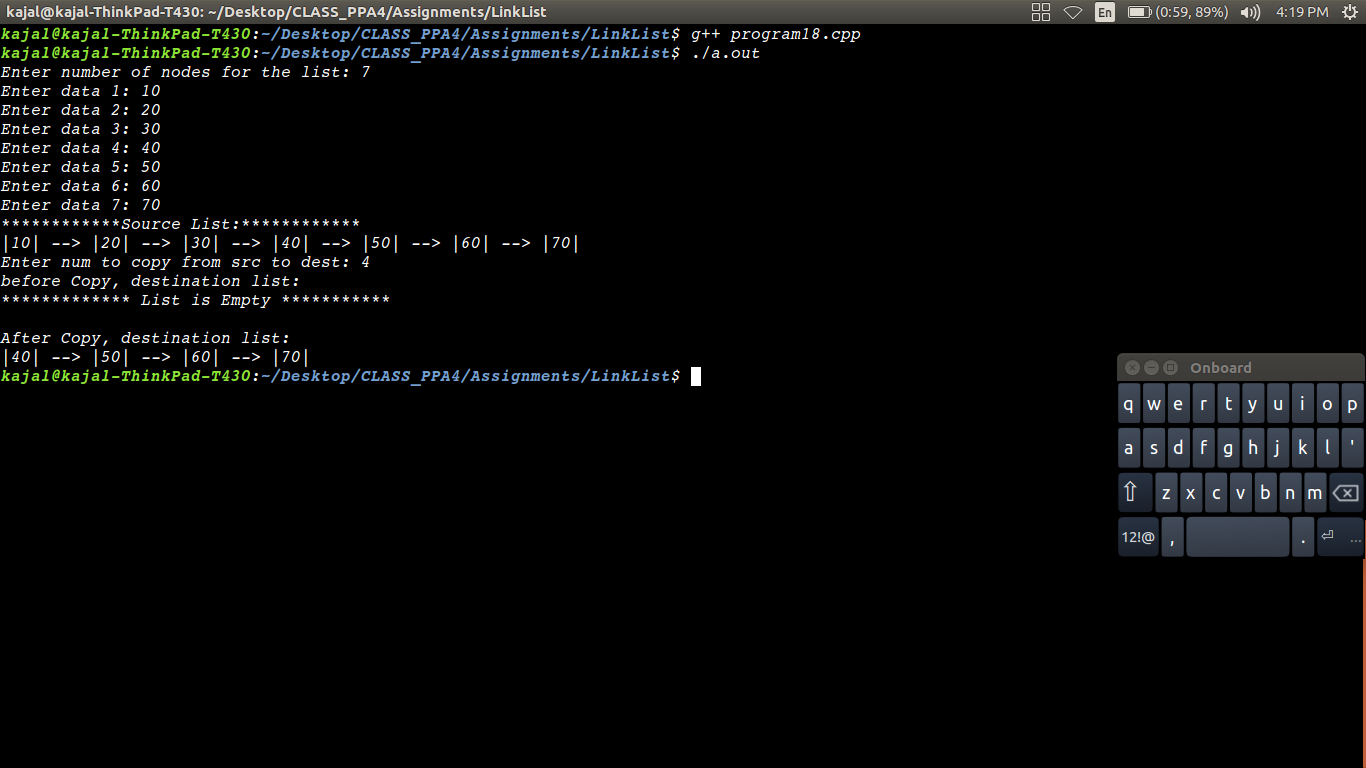 kajal@kajal-ThinkPad-T430: ~/Desktop/CLASS_PPA4/Assignments/LinkList
En (0:59, 89%) 4:19 PM
kajal@kajal-ThinkPad-T430:~/Desktop/CLASS_PPA4/Assignments/LinkList$ g++ program18.cpp
kajal@kajal-ThinkPad-T430:~/Desktop/CLASS_PPA4/Assignments/LinkList$ ./a.out
Enter number of nodes for the list: 7
Enter data 1: 10
Enter data 2: 20
Enter data 3: 30
Enter data 4: 40
Enter data 5: 50
Enter data 6: 60
Enter data 7: 70
************Source List:************
|10| --> |20| --> |30| --> |40| --> |50| --> |60| --> |70|
Enter num to copy from src to dest: 4
before Copy, destination list:
************* List is Empty ***********
After Copy, destination list:
|40| --> |50| --> |60| --> |70|
kajal@kajal-ThinkPad-T430:~/Desktop/CLASS_PPA4/Assignments/LinkList$
Onboard
q w e r t y u i o p
a s d f g h j k l '
⇧ z x c v b n m ⌫
12!@ , . ⏎ ...